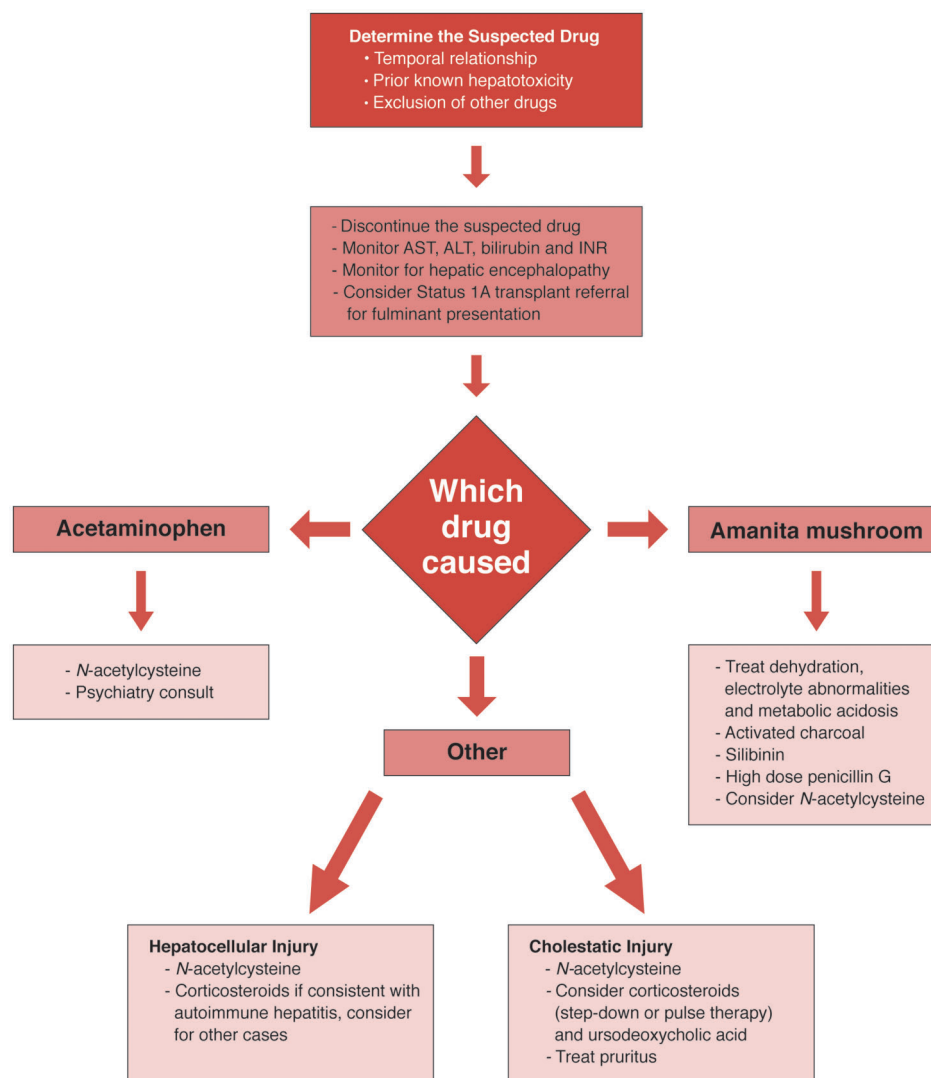 Determine the Suspected Drug
• Temporal relationship
• Prior known hepatotoxicity
• Exclusion of other drugs
- Discontinue the suspected drug
- Monitor AST, ALT, bilirubin and INR
- Monitor for hepatic encephalopathy
- Consider Status 1A transplant referral
for fulminant presentation
Which
drug
caused
Acetaminophen
- N-acetylcysteine
- Psychiatry consult
Amanita mushroom
- Treat dehydration,
electrolyte abnormalities
and metabolic acidosis
- Activated charcoal
- Silibinin
- High dose penicillin G
- Consider N-acetylcysteine
Other
Hepatocellular Injury
- N-acetylcysteine
- Corticosteroids if consistent with
autoimmune hepatitis, consider
for other cases
Cholestatic Injury
- N-acetylcysteine
- Consider corticosteroids
(step-down or pulse therapy)
and ursodeoxycholic acid
- Treat pruritus